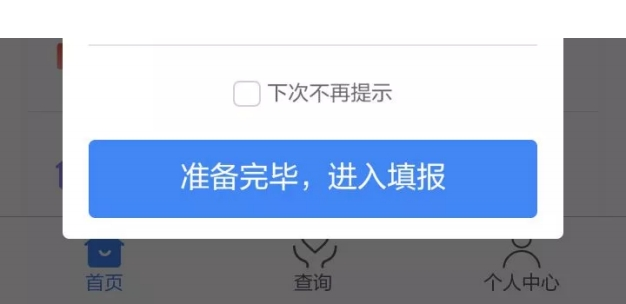 下次不再提示
准备完毕，进入填报
首页
查询
个人中心